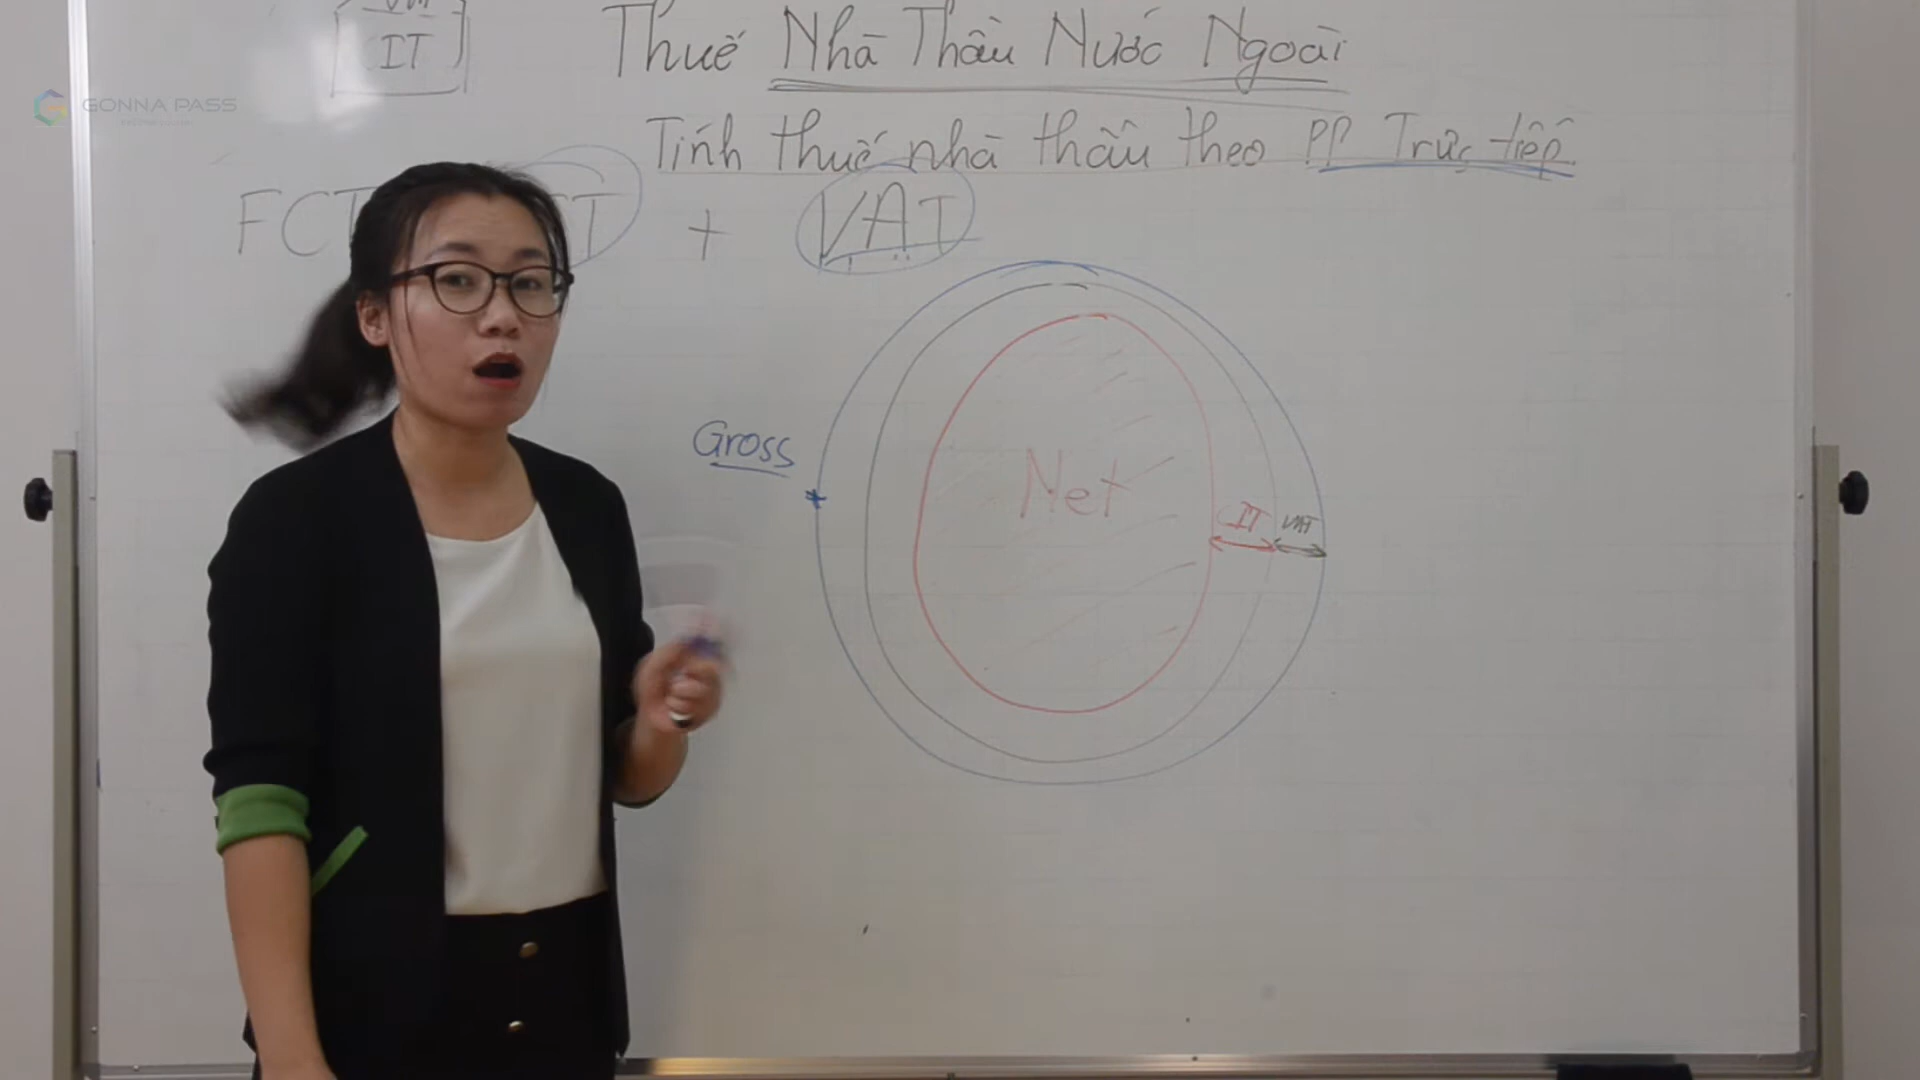 IT
Thuế Nhà Thầu Nước Ngoài
GONNA PASS
Tính thuế nhà thầu theo PP Trực tiếp
FCT + VAT
Gross
Net
IT VAT